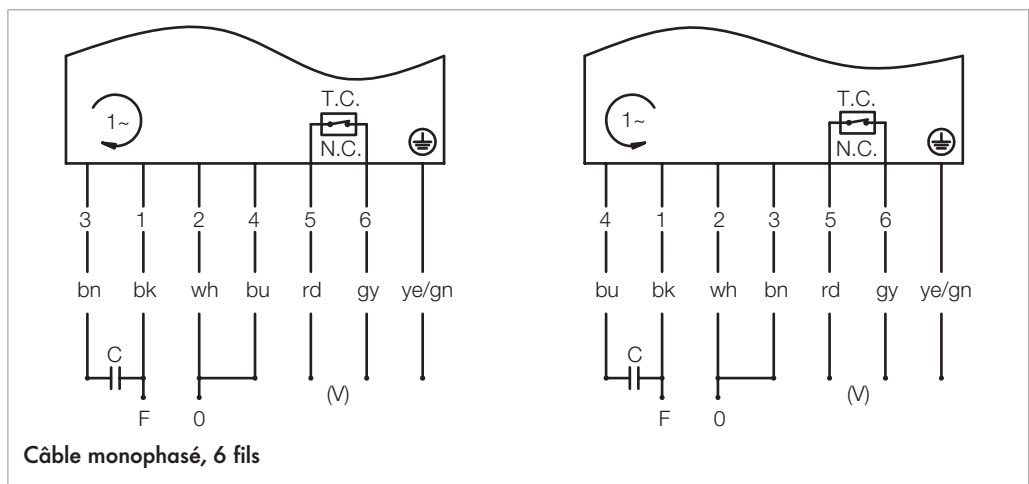 T.C.
1~
N.C.
3 1 2 4 5 6
bn bk wh bu rd gy ye/gn
C
(V)
F 0
T.C.
1~
N.C.
4 1 2 3 5 6
bu bk wh bn rd gy ye/gn
C
(V)
F 0
Câble monophasé, 6 fils